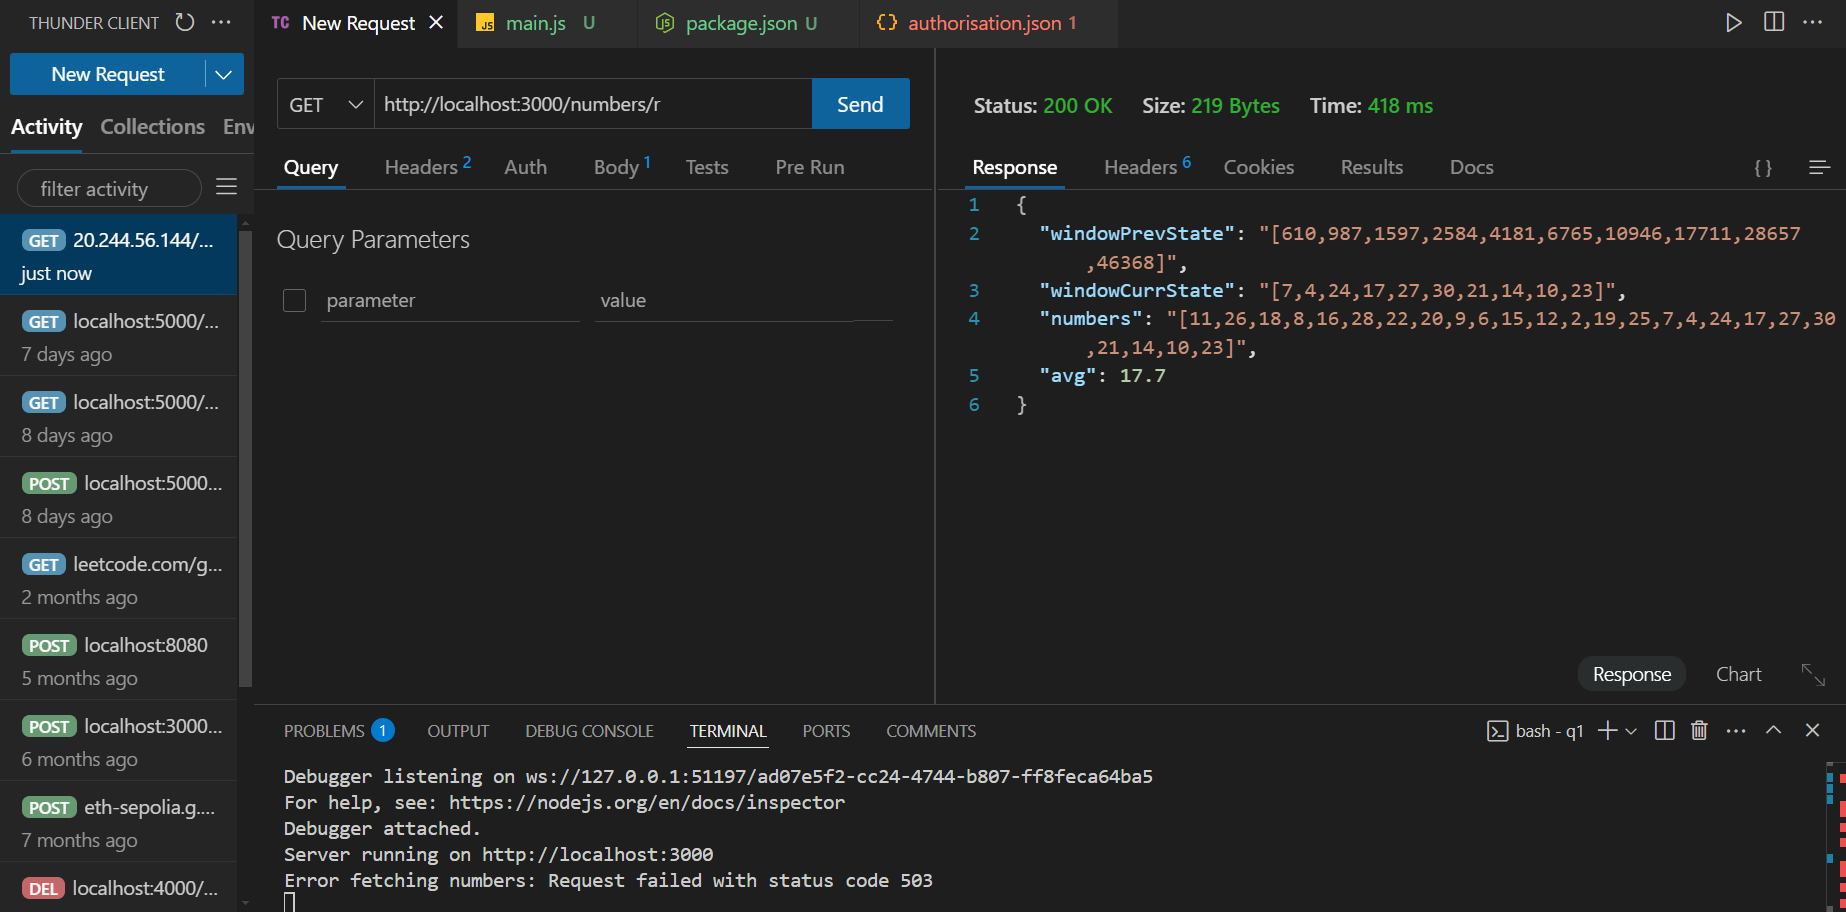 THUNDER CLIENT
New Request
Activity Collections Env
filter activity
GET 20.244.56.144/...
just now
GET localhost:5000/...
7 days ago
GET localhost:5000/...
8 days ago
POST localhost:5000...
8 days ago
GET leetcode.com/g...
2 months ago
POST localhost:8080
5 months ago
POST localhost:3000...
6 months ago
POST eth-sepolia.g....
7 months ago
DEL localhost:4000/...
TC New Request JS main.js U JS package.json U {} authorisation.json 1
GET http://localhost:3000/numbers/r Send
Query Headers 2 Auth Body 1 Tests Pre Run
Query Parameters
parameter value
Status: 200 OK Size: 219 Bytes Time: 418 ms
Response Headers 6 Cookies Results Docs {}
1 {
2 "windowPrevState": "[610,987,1597,2584,4181,6765,10946,17711,28657
,46368]",
3 "windowCurrState": "[7,4,24,17,27,30,21,14,10,23]",
4 "numbers": "[11,26,18,8,16,28,22,20,9,6,15,12,2,19,25,7,4,24,17,27,30
,21,14,10,23]",
5 "avg": 17.7
6 }
Response Chart
PROBLEMS 1 OUTPUT DEBUG CONSOLE TERMINAL PORTS COMMENTS bash - q1
Debugger listening on ws://127.0.0.1:51197/ad07e5f2-cc24-4744-b807-ff8feca64ba5
For help, see: https://nodejs.org/en/docs/inspector
Debugger attached.
Server running on http://localhost:3000
Error fetching numbers: Request failed with status code 503